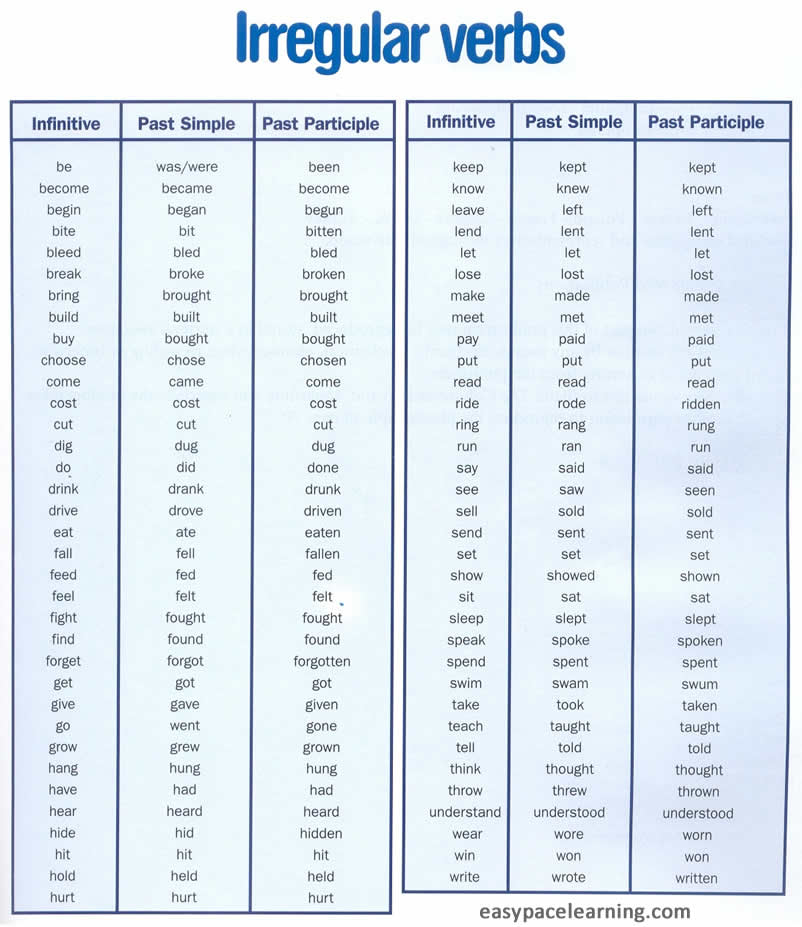 Irregular verbs
Infinitive Past Simple Past Participle
be was/were been
become became become
begin began begun
bite bit bitten
bleed bled bled
break broke broken
bring brought brought
build built built
buy bought bought
choose chose chosen
come came come
cost cost cost
cut cut cut
dig dug dug
do did done
drink drank drunk
drive drove driven
eat ate eaten
fall fell fallen
feed fed fed
feel felt felt
fight fought fought
find found found
forget forgot forgotten
get got got
give gave given
go went gone
grow grew grown
hang hung hung
have had had
hear heard heard
hide hid hidden
hit hit hit
hold held held
hurt hurt hurt
Infinitive Past Simple Past Participle
keep kept kept
know knew known
leave left left
lend lent lent
let let let
lose lost lost
make made made
meet met met
pay paid paid
put put put
read read read
ride rode ridden
ring rang rung
run ran run
say said said
see saw seen
sell sold sold
send sent sent
set set set
show showed shown
sit sat sat
sleep slept slept
speak spoke spoken
spend spent spent
swim swam swum
take took taken
teach taught taught
tell told told
think thought thought
throw threw thrown
understand understood understood
wear wore worn
win won won
write wrote written
easypacelearning.com